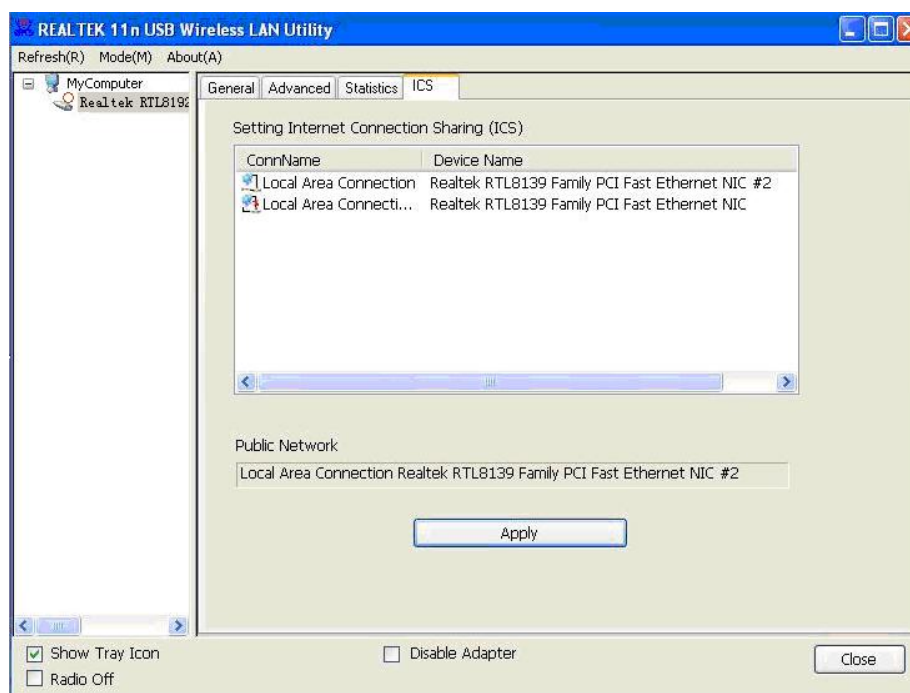 REALTEK 11n USB Wireless LAN Utility
Refresh(R) Mode(M) About(A)
MyComputer
Realtek RTL8192
General Advanced Statistics ICS
Setting Internet Connection Sharing (ICS)
ConnName Device Name
Local Area Connection Realtek RTL8139 Family PCI Fast Ethernet NIC #2
Local Area Connecti... Realtek RTL8139 Family PCI Fast Ethernet NIC
Public Network
Local Area Connection Realtek RTL8139 Family PCI Fast Ethernet NIC #2
Apply
Show Tray Icon Disable Adapter Close
Radio Off